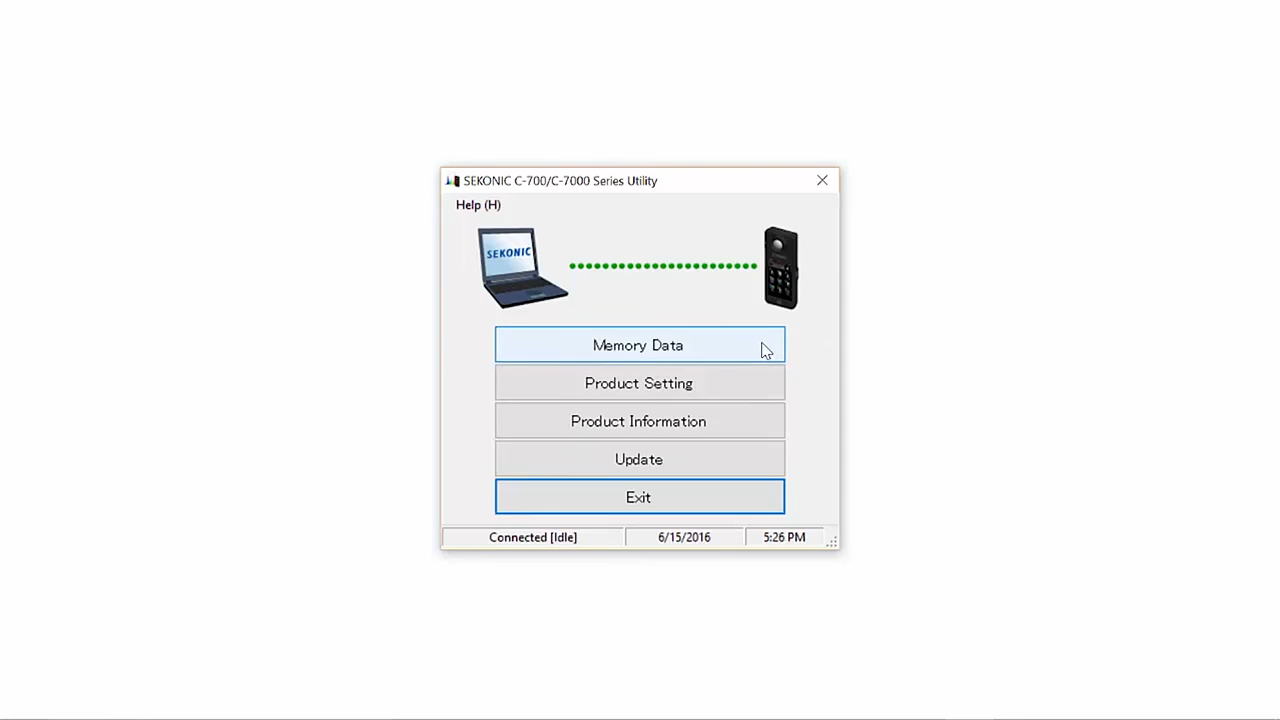 SEKONIC C-700/C-7000 Series Utility
Help (H)
SEKONIC
Memory Data
Product Setting
Product Information
Update
Exit
Connected [Idle] 6/15/2016 5:26 PM